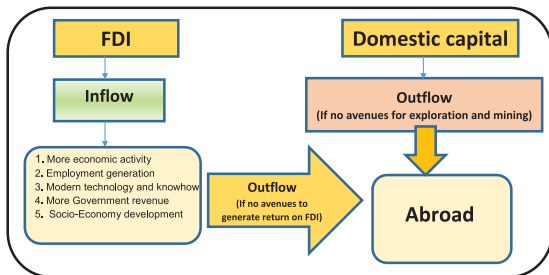 FDI
Inflow
1. More economic activity
2. Employment generation
3. Modern technology and knowhow
4. More Government revenue
5. Socio-Economy development
Outflow
(If no avenues to
generate return on FDI)
Domestic capital
Outflow
(If no avenues for exploration and mining)
Abroad